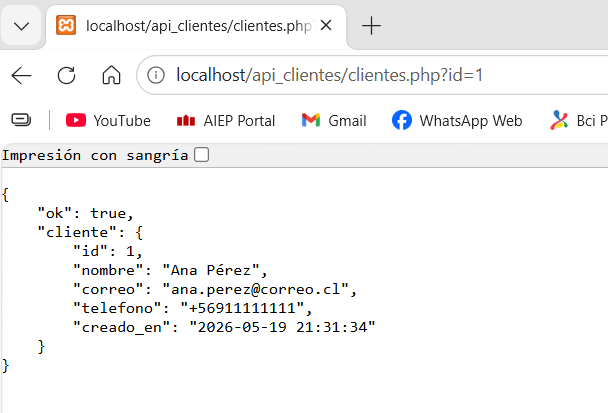 localhost/api_clientes/clientes.php
localhost/api_clientes/clientes.php?id=1
YouTube AIEP Portal Gmail WhatsApp Web Bci P
Impresión con sangría
{
    "ok": true,
    "cliente": {
        "id": 1,
        "nombre": "Ana Pérez",
        "correo": "ana.perez@correo.cl",
        "telefono": "+56911111111",
        "creado_en": "2026-05-19 21:31:34"
    }
}